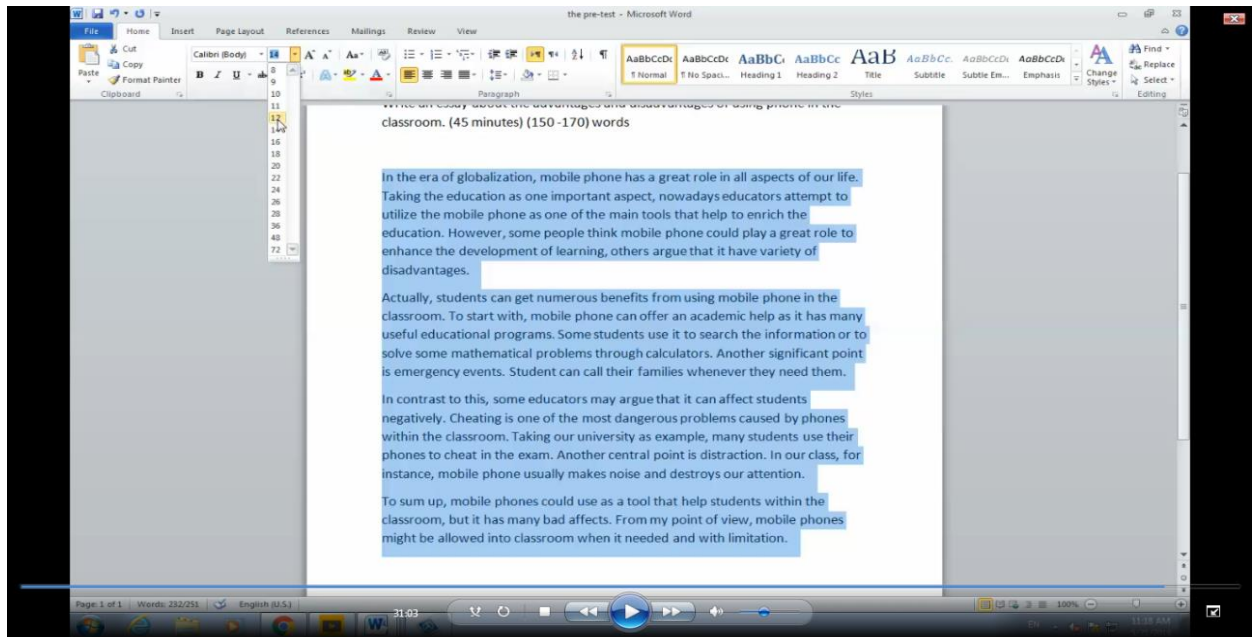 the pre-test - Microsoft Word
File Home Insert Page Layout References Mailings Review View
Cut
Copy
Format Painter
Paste
Clipboard
Calibri (Body) 14
B I U
Paragraph
AaBbCcDc AaBbCcDc AaBbC AaBbCc AaB AaBbCc. AaBbCcDc AaBbCcDc
¶ Normal ¶ No Spaci... Heading 1 Heading 2 Title Subtitle Subtle Em... Emphasis
Change Styles
Styles
Find
Replace
Select
Editing
8
9
10
11
12
14
16
18
20
22
24
26
28
36
48
72
classroom. (45 minutes) (150 -170) words
In the era of globalization, mobile phone has a great role in all aspects of our life.
Taking the education as one important aspect, nowadays educators attempt to
utilize the mobile phone as one of the main tools that help to enrich the
education. However, some people think mobile phone could play a great role to
enhance the development of learning, others argue that it have variety of
disadvantages.
Actually, students can get numerous benefits from using mobile phone in the
classroom. To start with, mobile phone can offer an academic help as it has many
useful educational programs. Some students use it to search the information or to
solve some mathematical problems through calculators. Another significant point
is emergency events. Student can call their families whenever they need them.
In contrast to this, some educators may argue that it can affect students
negatively. Cheating is one of the most dangerous problems caused by phones
within the classroom. Taking our university as example, many students use their
phones to cheat in the exam. Another central point is distraction. In our class, for
instance, mobile phone usually makes noise and destroys our attention.
To sum up, mobile phones could use as a tool that help students within the
classroom, but it has many bad affects. From my point of view, mobile phones
might be allowed into classroom when it needed and with limitation.
Page: 1 of 1 Words: 232/251 English (U.S.) 100%
31:03
EN 11:18 AM